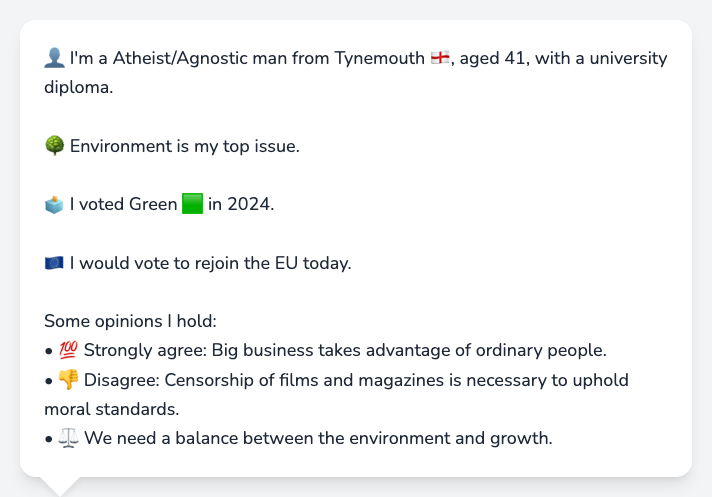 👤 I'm a Atheist/Agnostic man from Tynemouth 🏴󠁧󠁢󠁥󠁮󠁧󠁿, aged 41, with a university
diploma.
🌳 Environment is my top issue.
🗳️ I voted Green 🟩 in 2024.
🇪🇺 I would vote to rejoin the EU today.
Some opinions I hold:
• 💯 Strongly agree: Big business takes advantage of ordinary people.
• 👎 Disagree: Censorship of films and magazines is necessary to uphold
moral standards.
• ⚖️ We need a balance between the environment and growth.